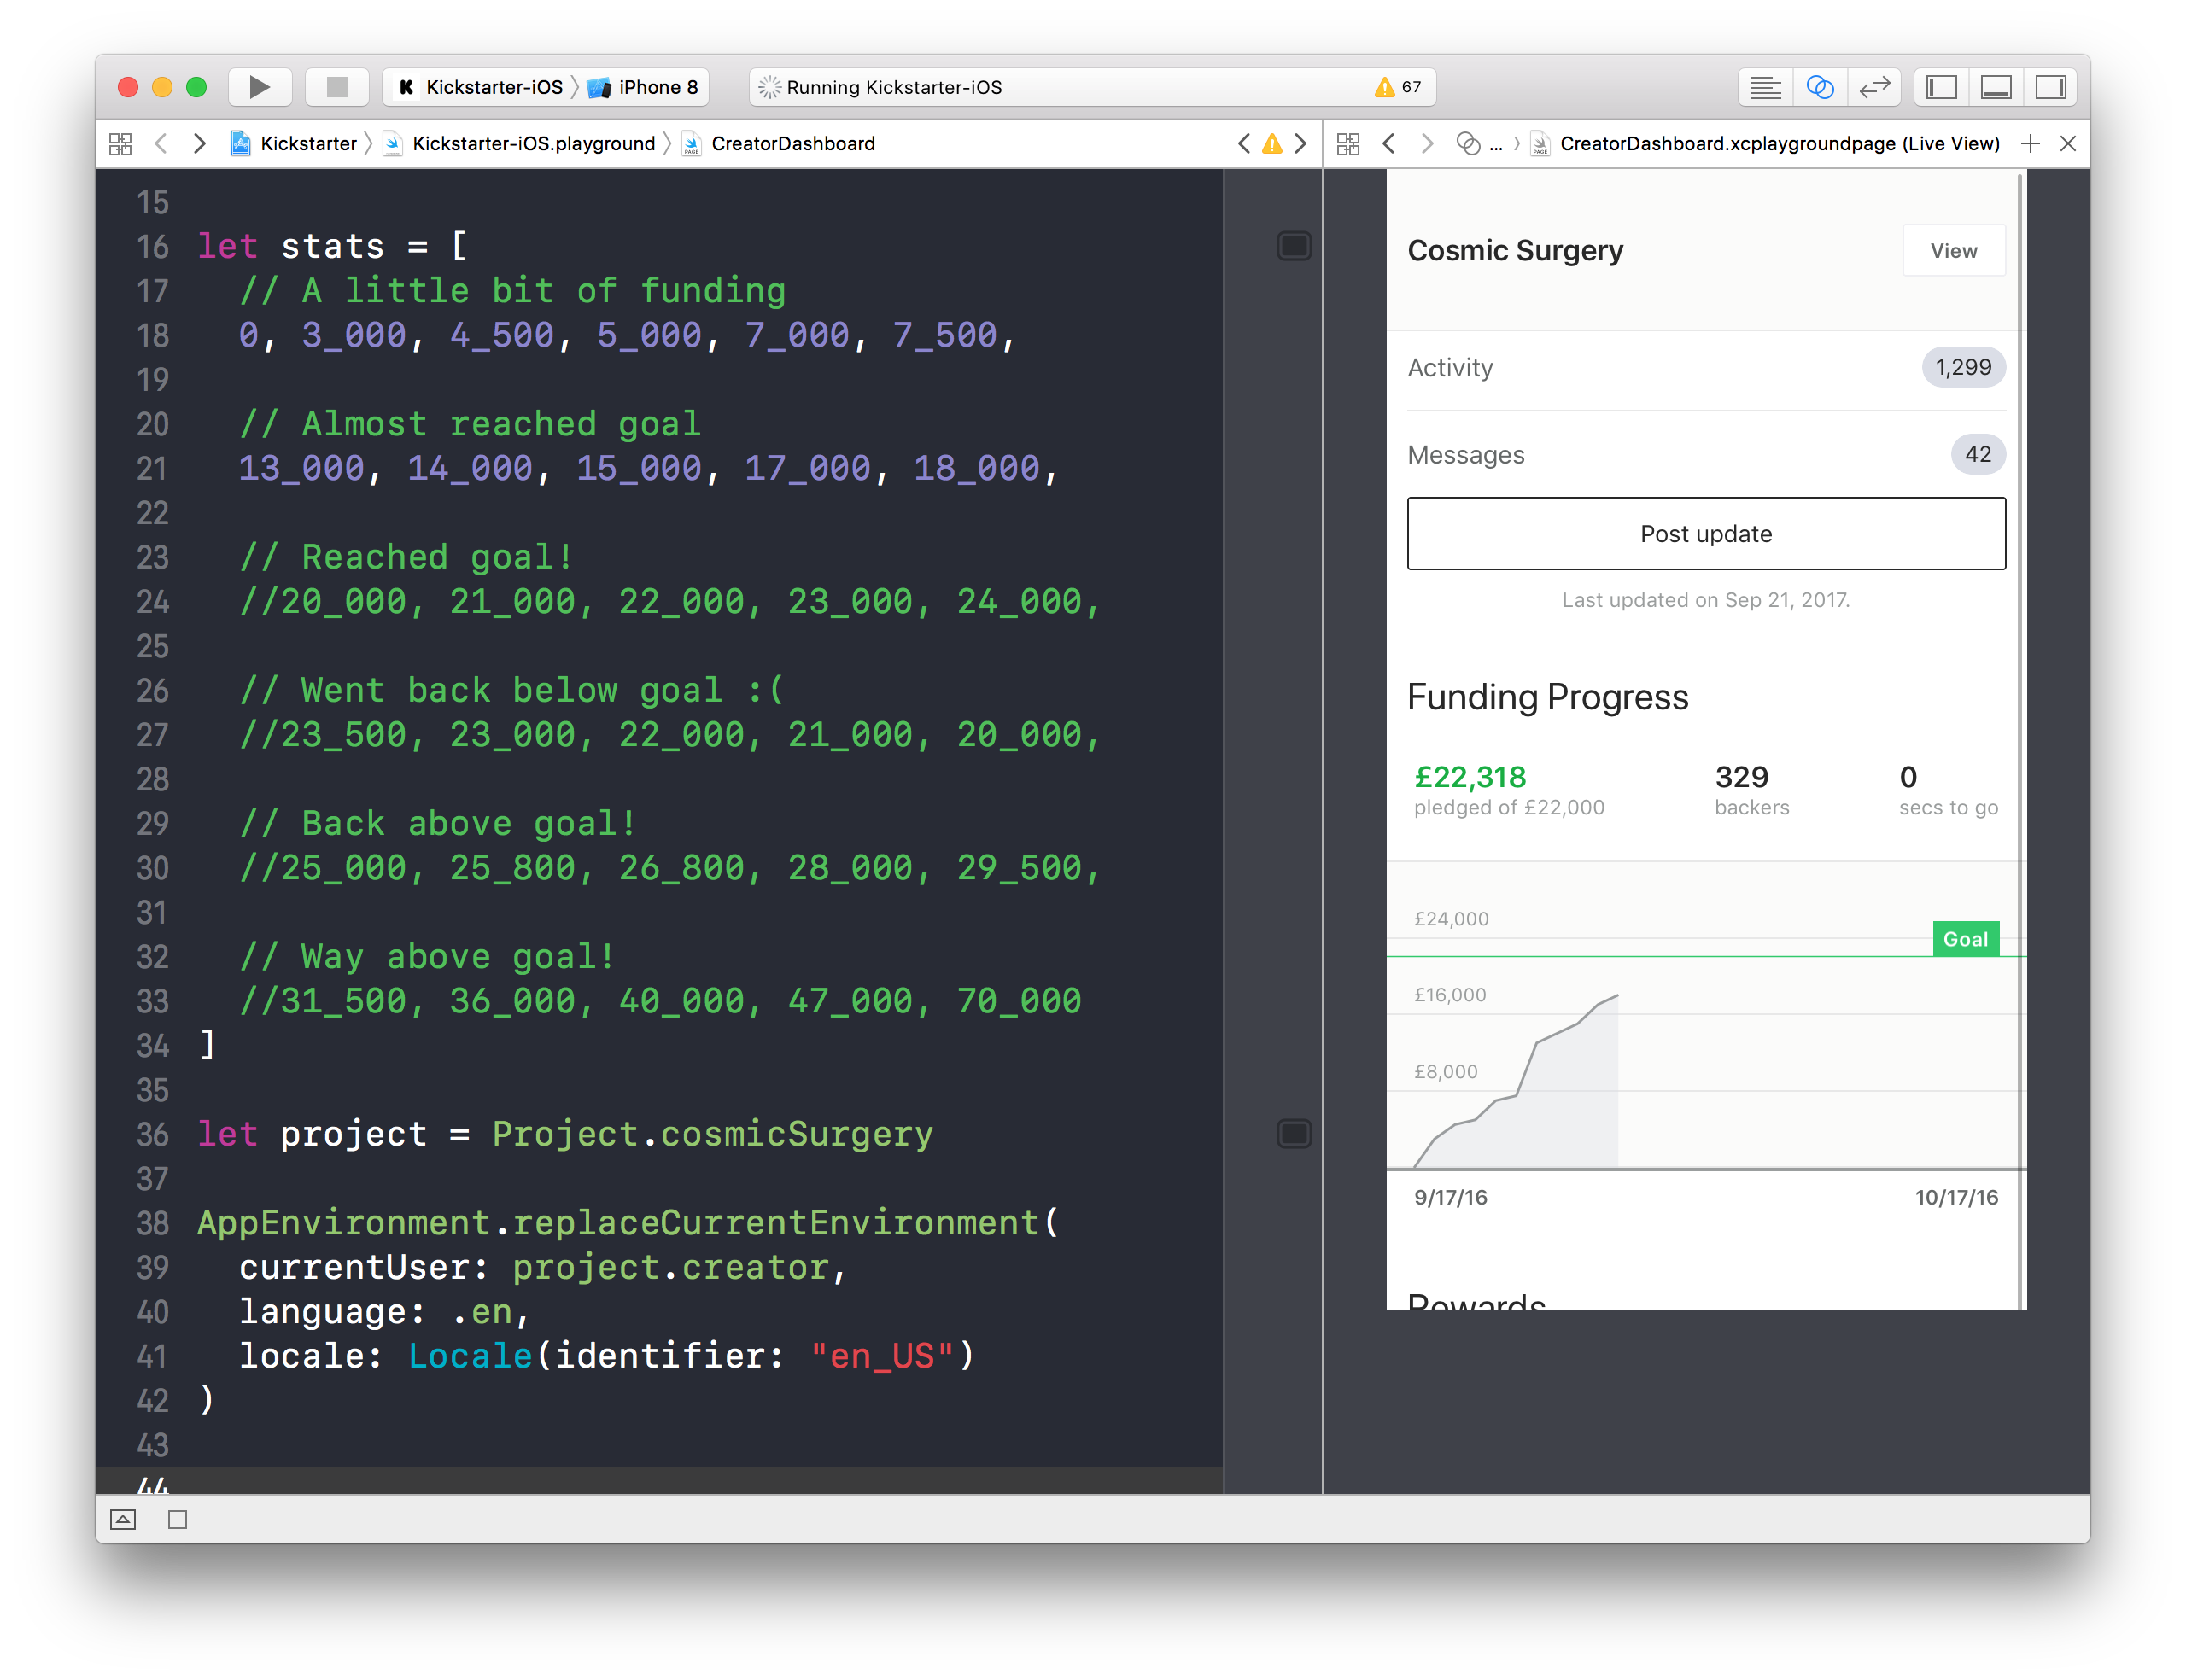 Kickstarter-iOS iPhone 8
Running Kickstarter-iOS 67
Kickstarter Kickstarter-iOS.playground CreatorDashboard
... CreatorDashboard.xcplaygroundpage (Live View)
15
16 let stats = [
17 // A little bit of funding
18 0, 3_000, 4_500, 5_000, 7_000, 7_500,
19
20 // Almost reached goal
21 13_000, 14_000, 15_000, 17_000, 18_000,
22
23 // Reached goal!
24 //20_000, 21_000, 22_000, 23_000, 24_000,
25
26 // Went back below goal :(
27 //23_500, 23_000, 22_000, 21_000, 20_000,
28
29 // Back above goal!
30 //25_000, 25_800, 26_800, 28_000, 29_500,
31
32 // Way above goal!
33 //31_500, 36_000, 40_000, 47_000, 70_000
34 ]
35
36 let project = Project.cosmicSurgery
37
38 AppEnvironment.replaceCurrentEnvironment(
39 currentUser: project.creator,
40 language: .en,
41 locale: Locale(identifier: "en_US")
42 )
43
44
Cosmic Surgery View
Activity 1,299
Messages 42
Post update
Last updated on Sep 21, 2017.
Funding Progress
£22,318 329 0
pledged of £22,000 backers secs to go
£24,000
Goal
£16,000
£8,000
9/17/16 10/17/16
Rewards